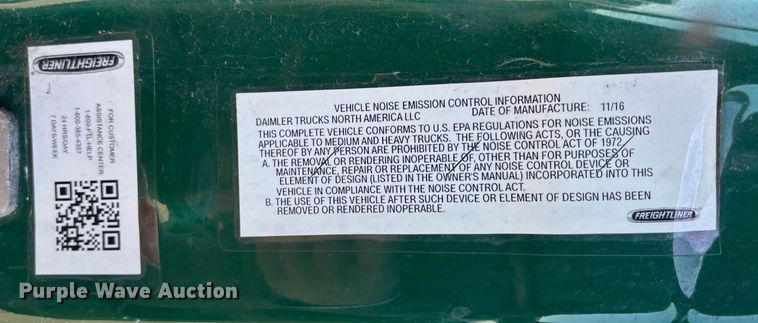 FREIGHTLINER
FOR CUSTOMER
ASSISTANCE CENTER:
1-800-FTL-HELP
1-800-385-4357
24 HRS/DAY
7 DAYS/WEEK
VEHICLE NOISE EMISSION CONTROL INFORMATION
DAIMLER TRUCKS NORTH AMERICA LLC DATE OF MANUFACTURE: 11/16
THIS COMPLETE VEHICLE CONFORMS TO U.S. EPA REGULATIONS FOR NOISE EMISSIONS
APPLICABLE TO MEDIUM AND HEAVY TRUCKS. THE FOLLOWING ACTS, OR THE CAUSING
THEREOF BY ANY PERSON ARE PROHIBITED BY THE NOISE CONTROL ACT OF 1972.
A. THE REMOVAL OR RENDERING INOPERABLE OF, OTHER THAN FOR PURPOSES OF
MAINTENANCE, REPAIR OR REPLACEMENT OF ANY NOISE CONTROL DEVICE OR
ELEMENT OF DESIGN (LISTED IN THE OWNER'S MANUAL) INCORPORATED INTO THIS
VEHICLE IN COMPLIANCE WITH THE NOISE CONTROL ACT.
B. THE USE OF THIS VEHICLE AFTER SUCH DEVICE OR ELEMENT OF DESIGN HAS BEEN
REMOVED OR RENDERED INOPERABLE.
FREIGHTLINER
Purple Wave Auction